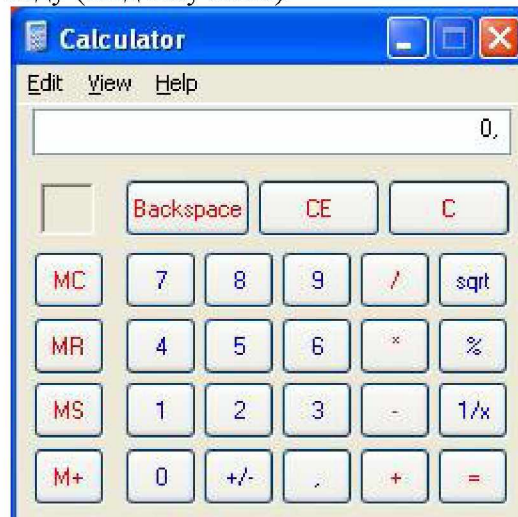 Calculator
Edit View Help
0,
Backspace CE C
MC 7 8 9 / sqrt
MR 4 5 6 * %
MS 1 2 3 - 1/x
M+ 0 +/- , + =